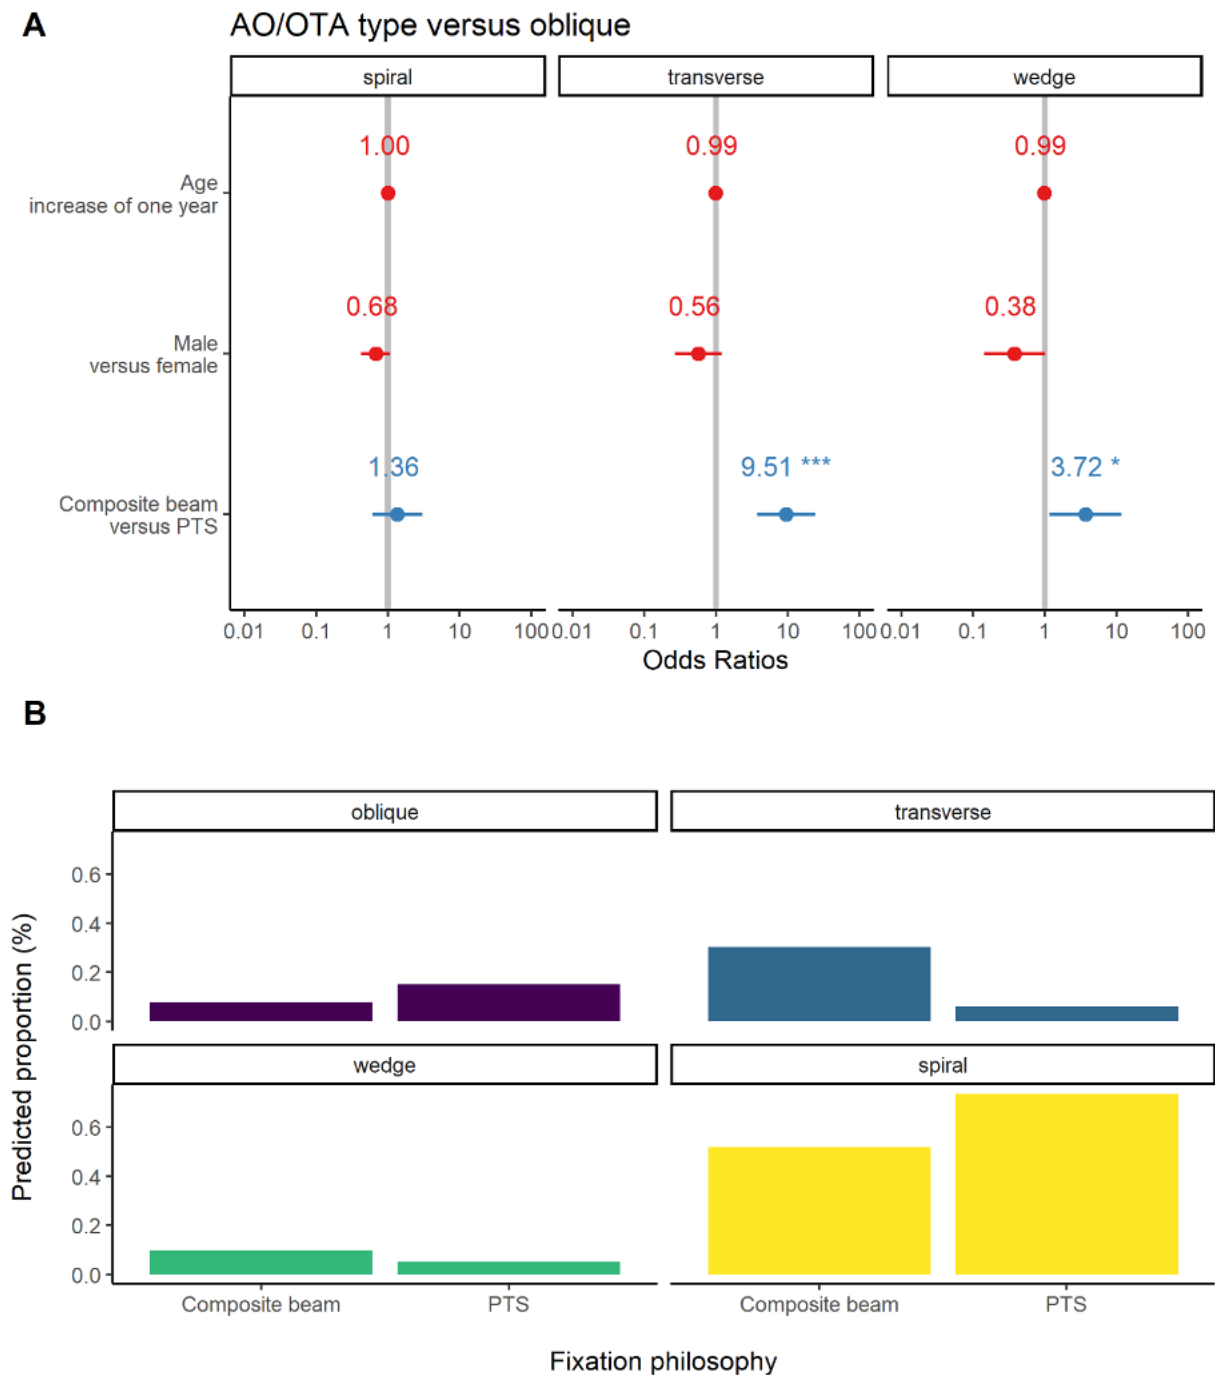 A
AO/OTA type versus oblique
spiral
transverse
wedge
1.00
0.99
0.99
Age
increase of one year
0.68
0.56
0.38
Male
versus female
1.36
9.51 ***
3.72 *
Composite beam
versus PTS
0.01 0.1 1 10 100 0.01 0.1 1 10 100 0.01 0.1 1 10 100
Odds Ratios
B
oblique
transverse
0.6
0.4
0.2
0.0
wedge
spiral
0.6
0.4
0.2
0.0
Predicted proportion (%)
Composite beam PTS Composite beam PTS
Fixation philosophy